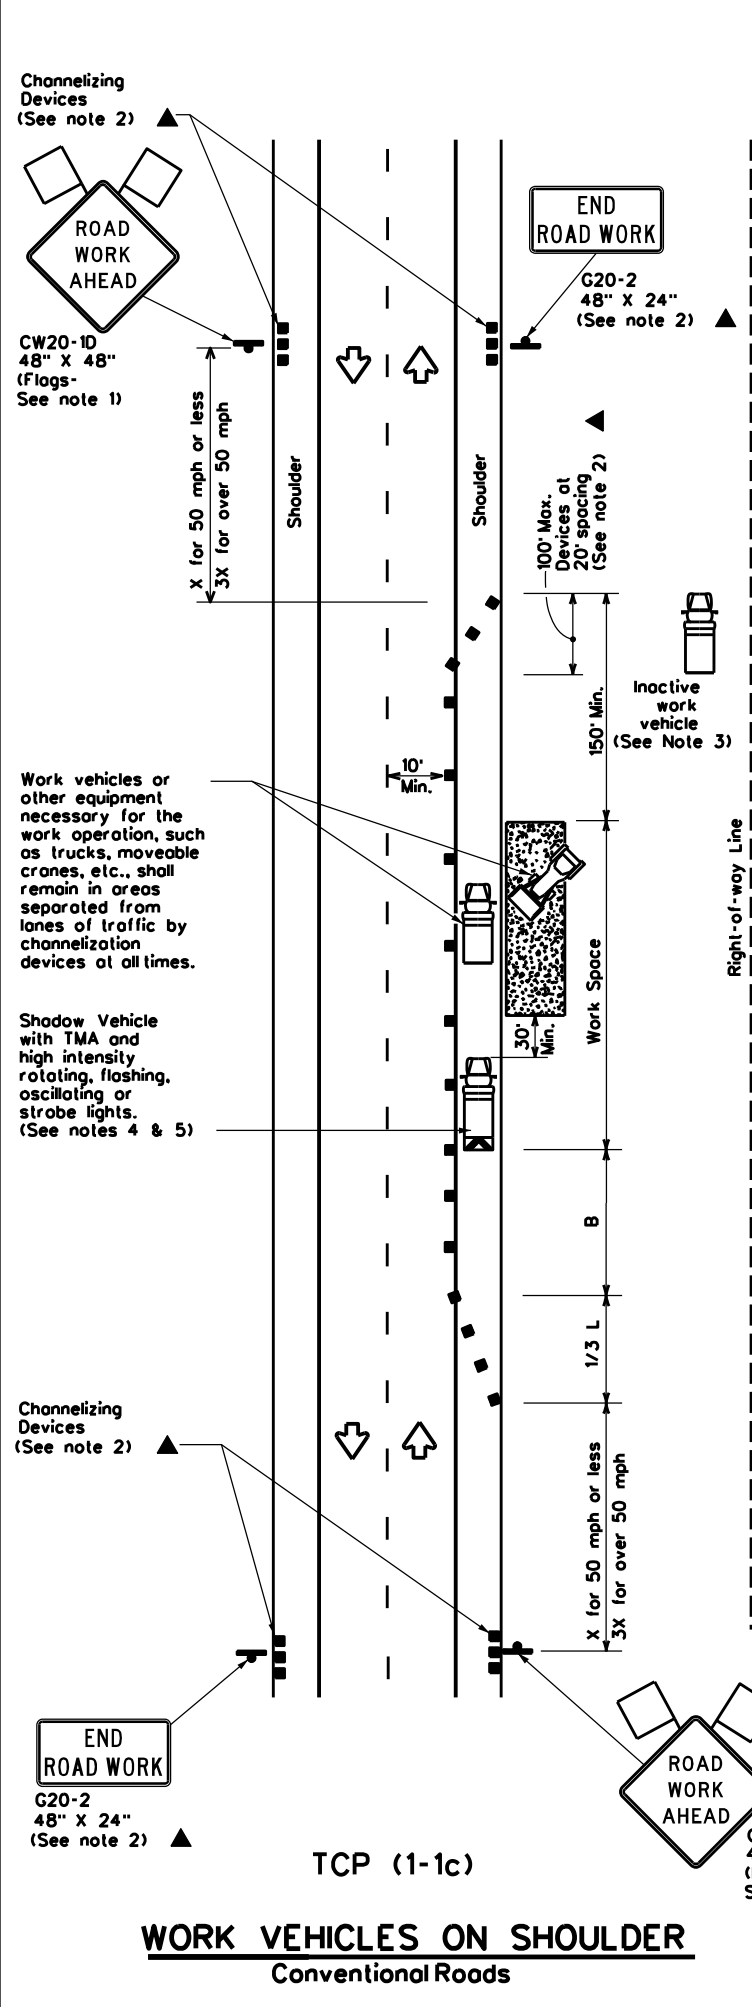 Channelizing
Devices
(See note 2)
ROAD
WORK
AHEAD
CW20-1D
48" X 48"
(Flags-
See note 1)
END
ROAD WORK
G20-2
48" X 24"
(See note 2)
X for 50 mph or less
3X for over 50 mph
Shoulder
Shoulder
100' Max.
Devices at
20' spacing
(See note 2)
150' Min.
Inactive
work
vehicle
(See Note 3)
10'
Min.
Work vehicles or
other equipment
necessary for the
work operation, such
as trucks, moveable
cranes, etc., shall
remain in areas
separated from
lanes of traffic by
channelization
devices at all times.
Right-of-way Line
Work Space
30'
Min.
Shadow Vehicle
with TMA and
high intensity
rotating, flashing,
oscillating or
strobe lights.
(See notes 4 & 5)
B
1/3 L
Channelizing
Devices
(See note 2)
X for 50 mph or less
3X for over 50 mph
END
ROAD WORK
G20-2
48" X 24"
(See note 2)
ROAD
WORK
AHEAD
TCP (1-1c)
WORK VEHICLES ON SHOULDER
Conventional Roads